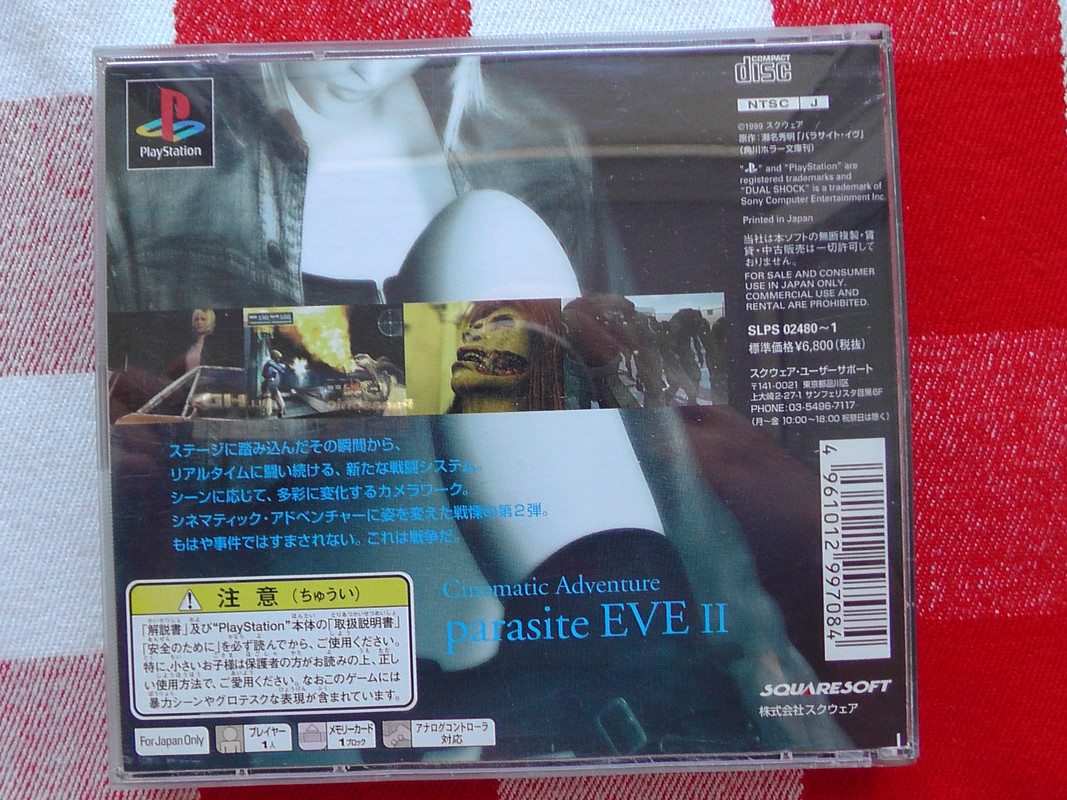 PlayStation
COMPACT
disc
NTSC J
©1999 スクウェア
原作:瀬名秀明「パラサイト・イヴ」
(角川ホラー文庫刊)
" " and "PlayStation" are
registered trademarks and
"DUAL SHOCK" is a trademark of
Sony Computer Entertainment Inc.
Printed in Japan
当社は本ソフトの無断複製・賃
貸・中古販売は一切許可して
おりません。
FOR SALE AND CONSUMER
USE IN JAPAN ONLY.
COMMERCIAL USE AND
RENTAL ARE PROHIBITED.
SLPS 02480~1
標準価格¥6,800(税抜)
スクウェア・ユーザーサポート
〒141-0021 東京都品川区
上大崎2-27-1 サンフェリスタ目黒6F
PHONE:03-5496-7117
(月~金 10:00~18:00 祝祭日は除く)
4961012997084
ステージに踏み込んだその瞬間から、
リアルタイムに闘い続ける、新たな戦闘システム。
シーンに応じて、多彩に変化するカメラワーク。
シネマティック・アドベンチャーに姿を変えた戦慄の第2弾。
もはや事件ではすまされない。これは戦争だ。
Cinematic Adventure
parasite EVE II
注意(ちゅうい)
「解説書」及び"PlayStation"本体の「取扱説明書」
「安全のために」を必ず読んでから、ご使用ください。
特に、小さいお子様は保護者の方がお読みの上、正し
い使用方法で、ご愛用ください。なおこのゲームには
暴力シーンやグロテスクな表現が含まれています。
For Japan Only
プレイヤー
1人
メモリーカード
1ブロック
アナログコントローラ
対応
SQUARESOFT
株式会社スクウェア